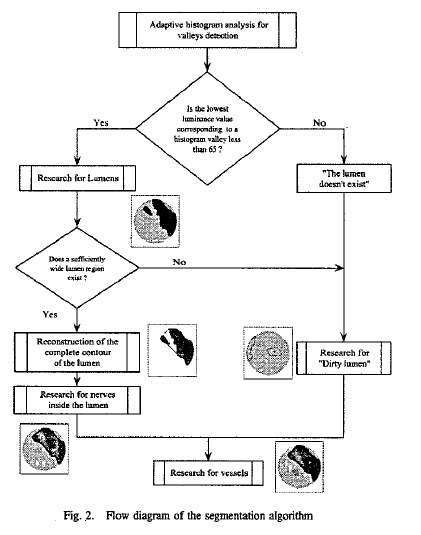 Adaptive histogram analysis for
valleys detection
Is the lowest
luminance value
corresponding to a
histogram valley less
than 65 ?
Yes
No
Research for Lumens
"The lumen
doesn't exist"
Does a sufficiently
wide lumen region
exist ?
No
Yes
Reconstruction of the
complete contour
of the lumen
Research for
"Dirty lumen"
Research for nerves
inside the lumen
Research for vessels
Fig. 2. Flow diagram of the segmentation algorithm